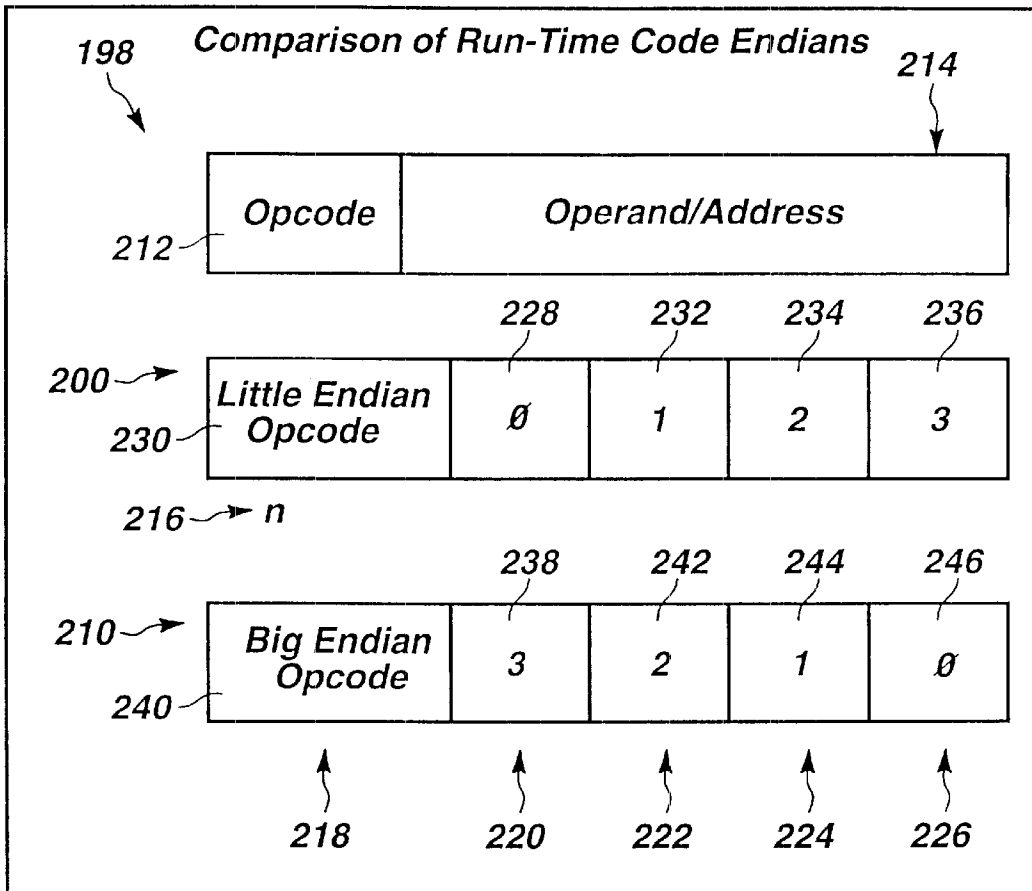 Comparison of Run-Time Code Endians
198
214
Opcode Operand/Address
212
228 232 234 236
200
Little Endian Opcode Ø 1 2 3
230
216 n
238 242 244 246
210
Big Endian Opcode 3 2 1 Ø
240
218 220 222 224 226